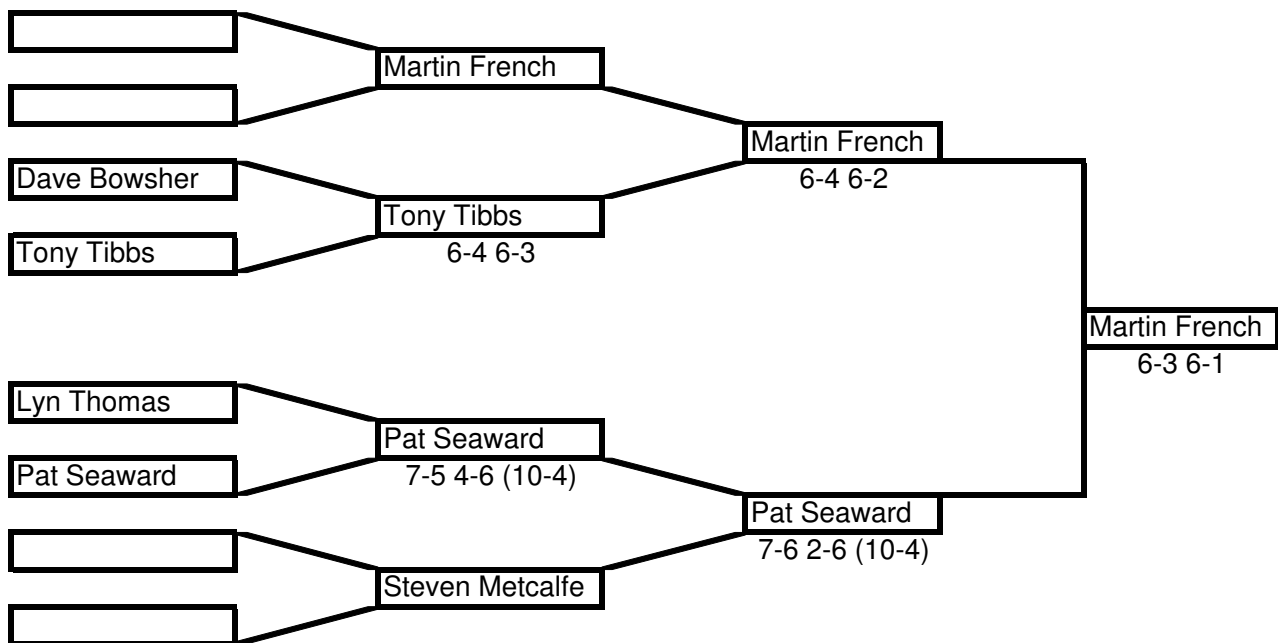 Martin French
Martin French
6-4 6-2
Dave Bowsher
Tony Tibbs
6-4 6-3
Tony Tibbs
Martin French
6-3 6-1
Lyn Thomas
Pat Seaward
7-5 4-6 (10-4)
Pat Seaward
Pat Seaward
7-6 2-6 (10-4)
Steven Metcalfe